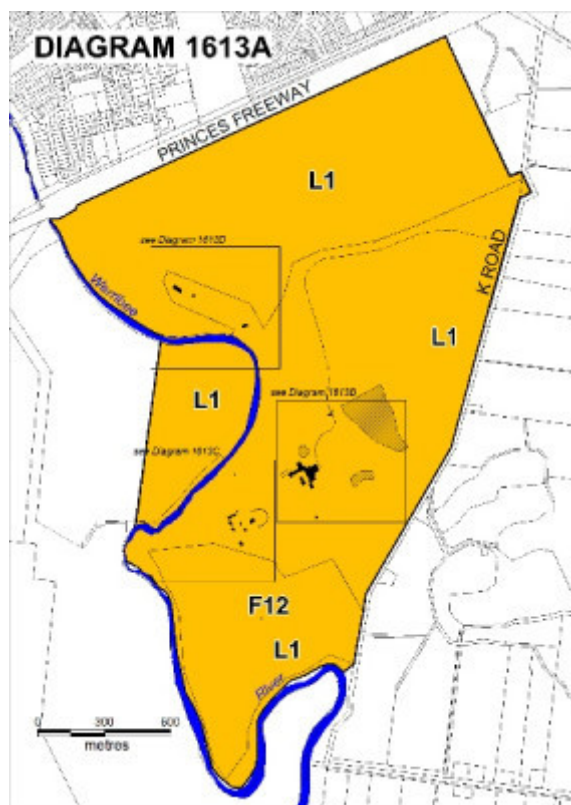 DIAGRAM 1613A
PRINCES FREEWAY
L1
see Diagram 1613D
Werribee
K ROAD
L1
L1
see Diagram 1613B
see Diagram 1613C
F12
L1
River
0 300 600
metres